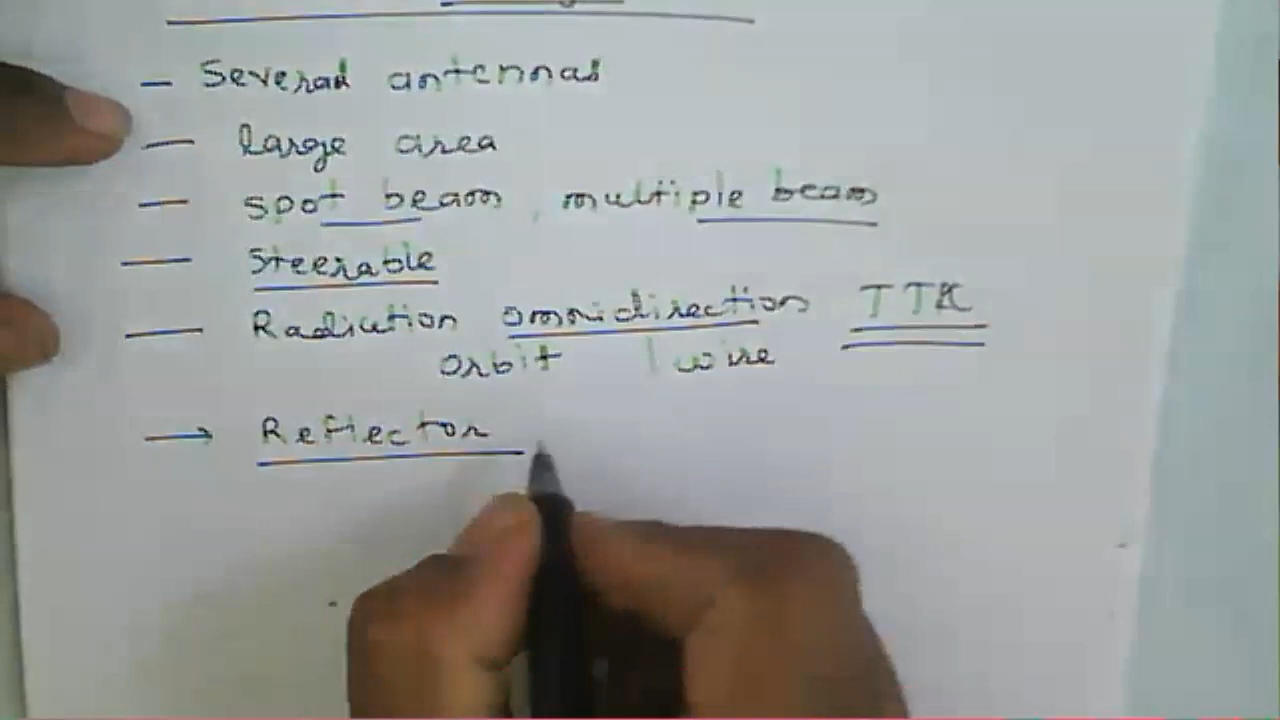 — Several antennas
— large area
— spot beam, multiple beam
— Steerable
— Radiation omnidirection TTK
orbit | wire
→ Reflector